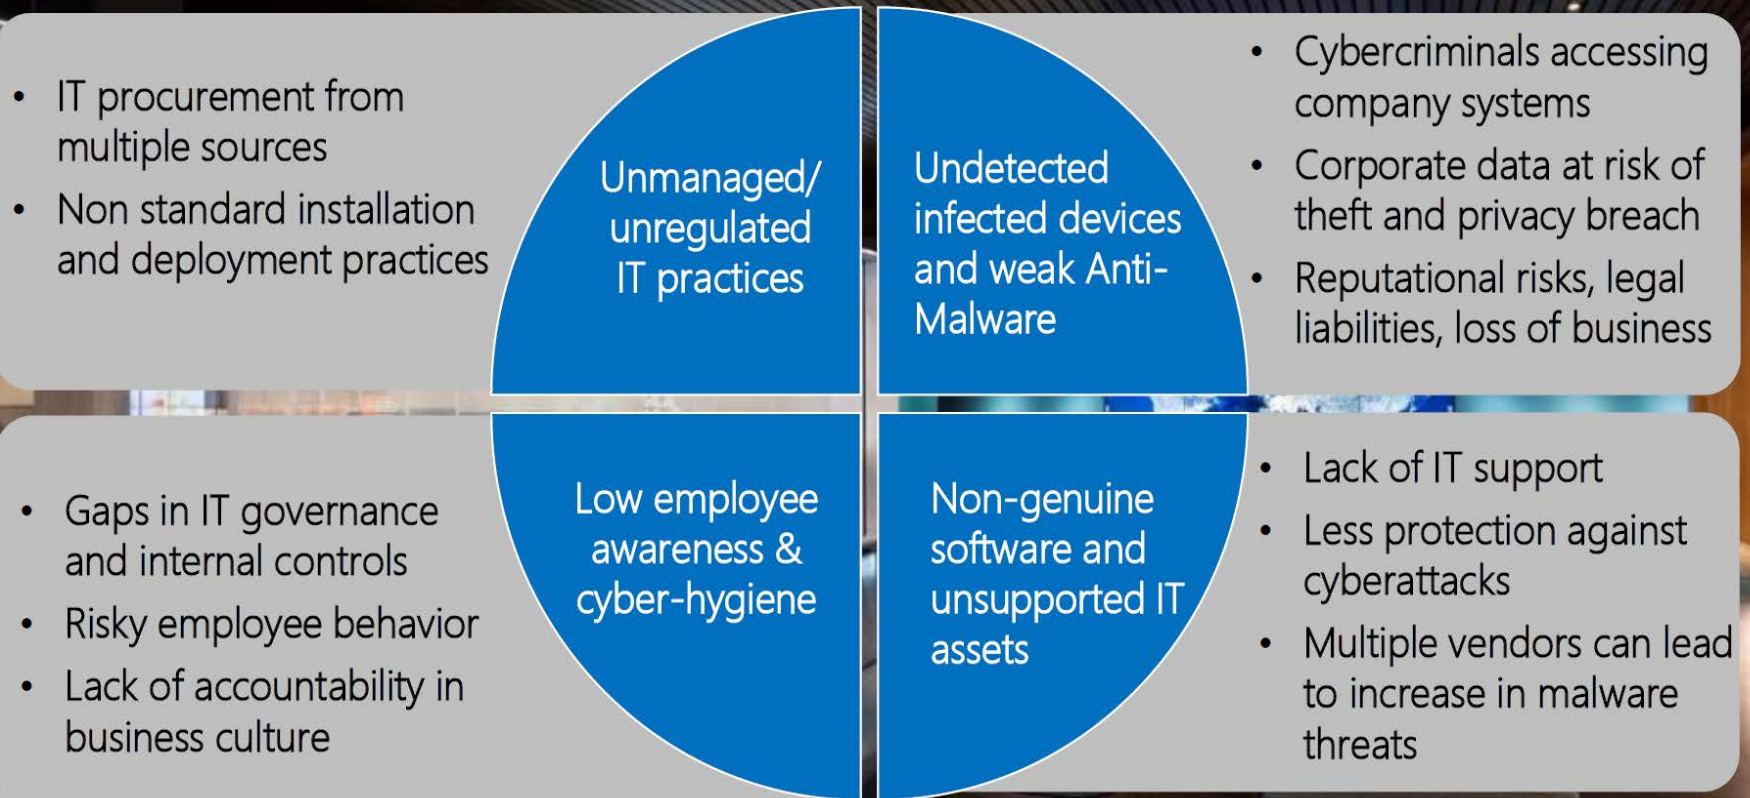 • IT procurement from
multiple sources
• Non standard installation
and deployment practices
Unmanaged/
unregulated
IT practices
Undetected
infected devices
and weak Anti-
Malware
• Cybercriminals accessing
company systems
• Corporate data at risk of
theft and privacy breach
• Reputational risks, legal
liabilities, loss of business
• Gaps in IT governance
and internal controls
• Risky employee behavior
• Lack of accountability in
business culture
Low employee
awareness &
cyber-hygiene
Non-genuine
software and
unsupported IT
assets
• Lack of IT support
• Less protection against
cyberattacks
• Multiple vendors can lead
to increase in malware
threats